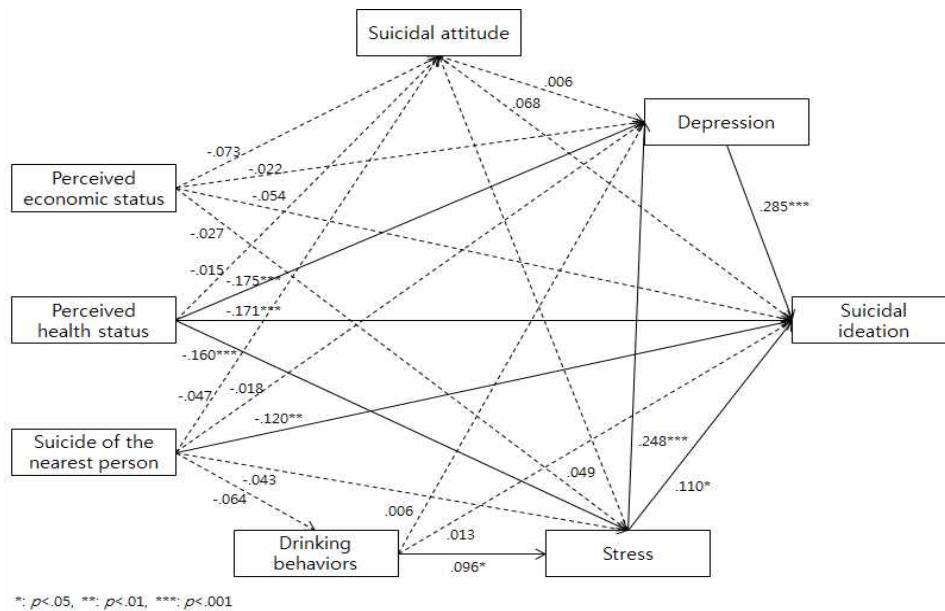 Suicidal attitude
.006
.068
Depression
-.073
Perceived
economic status
-.022
-.054
.285***
-.027
-.015
-.175***
Perceived
health status
-.171***
Suicidal
ideation
-.160***
-.047
-.018
-.120**
Suicide of the
nearest person
.248***
.049
.110*
-.043
-.064
.006
.013
Drinking
behaviors
.096*
Stress
*: p<.05, **: p<.01, ***: p<.001